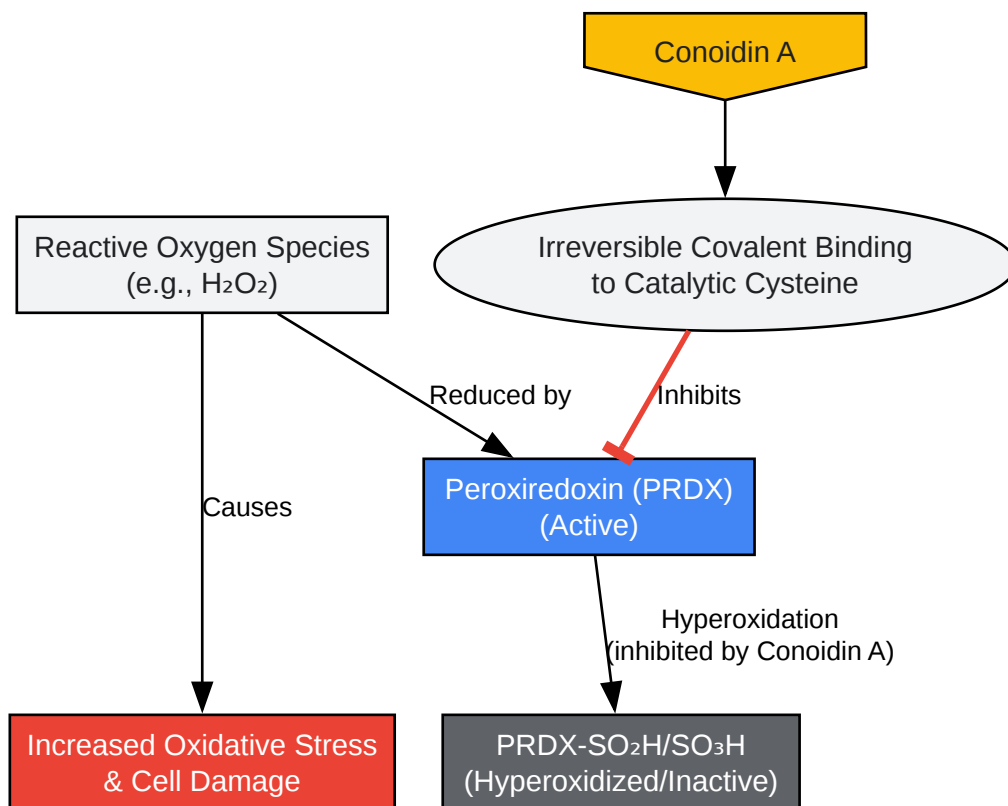 Conoidin A
Reactive Oxygen Species
(e.g., H₂O₂)
Irreversible Covalent Binding
to Catalytic Cysteine
Reduced by
Inhibits
Peroxiredoxin (PRDX)
(Active)
Causes
Hyperoxidation
(inhibited by Conoidin A)
Increased Oxidative Stress
& Cell Damage
PRDX-SO₂H/SO₃H
(Hyperoxidized/Inactive)